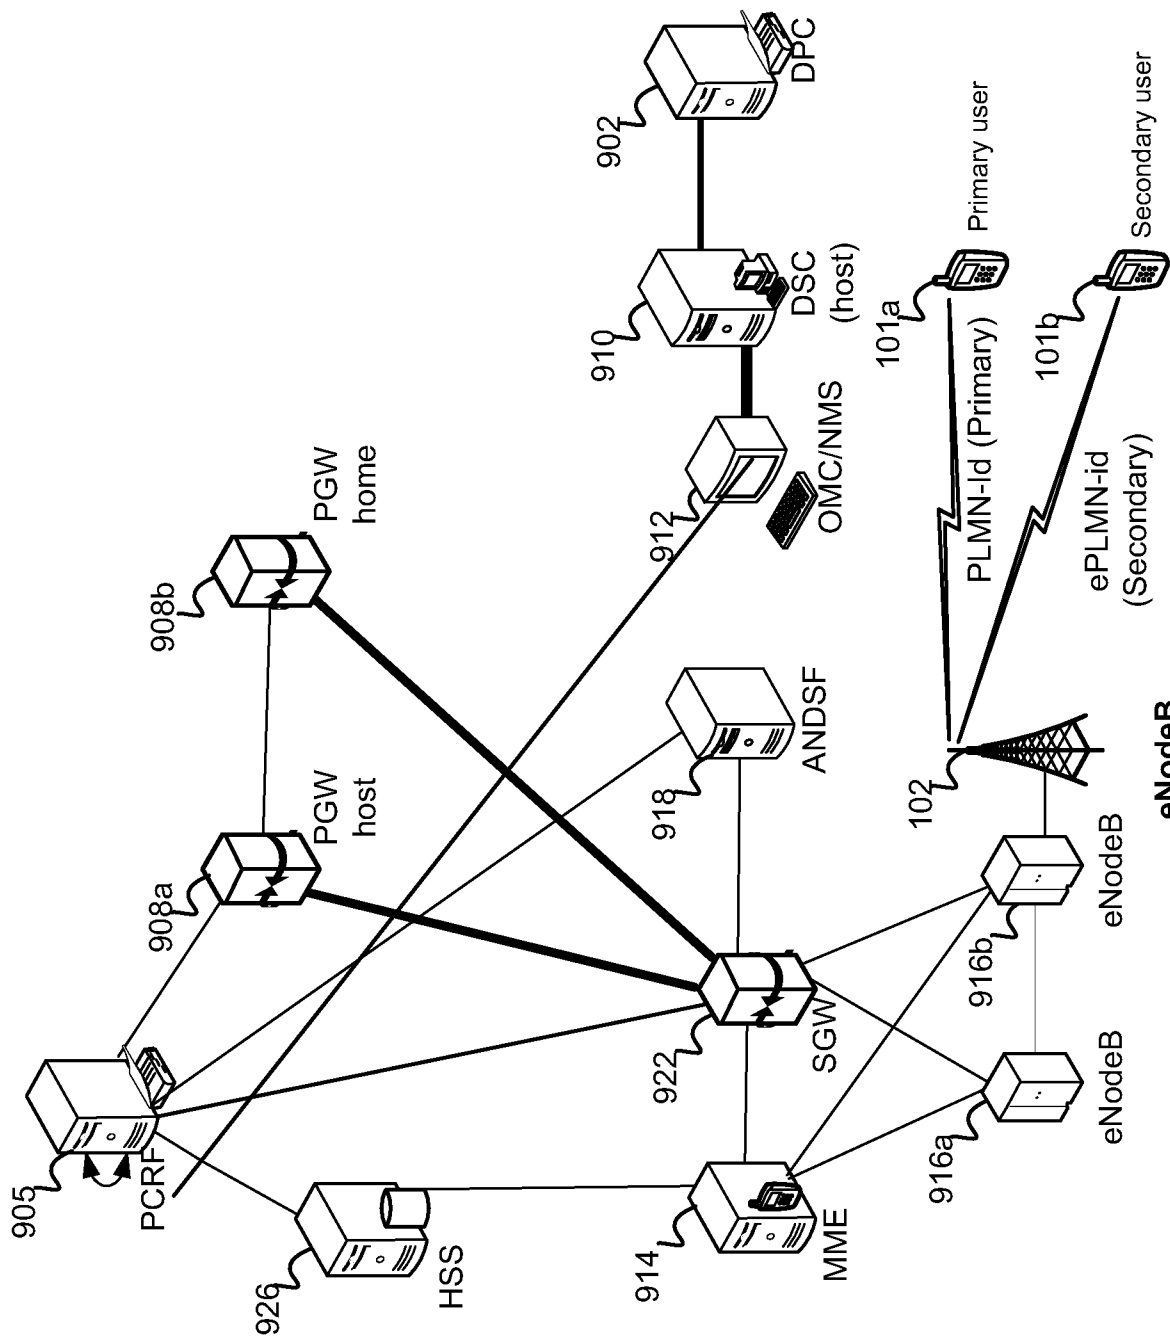 905
PCRF
908a
908b
926
PGW
host
PGW
home
HSS
902
910
914
922
918
912
MME
SGW
ANDSF
OMC/NMS
DSC
(host)
DPC
101a
102
916a
916b
PLMN-Id (Primary)
Primary user
101b
ePLMN-id
(Secondary)
eNodeB
eNodeB
Secondary user
eNodeB